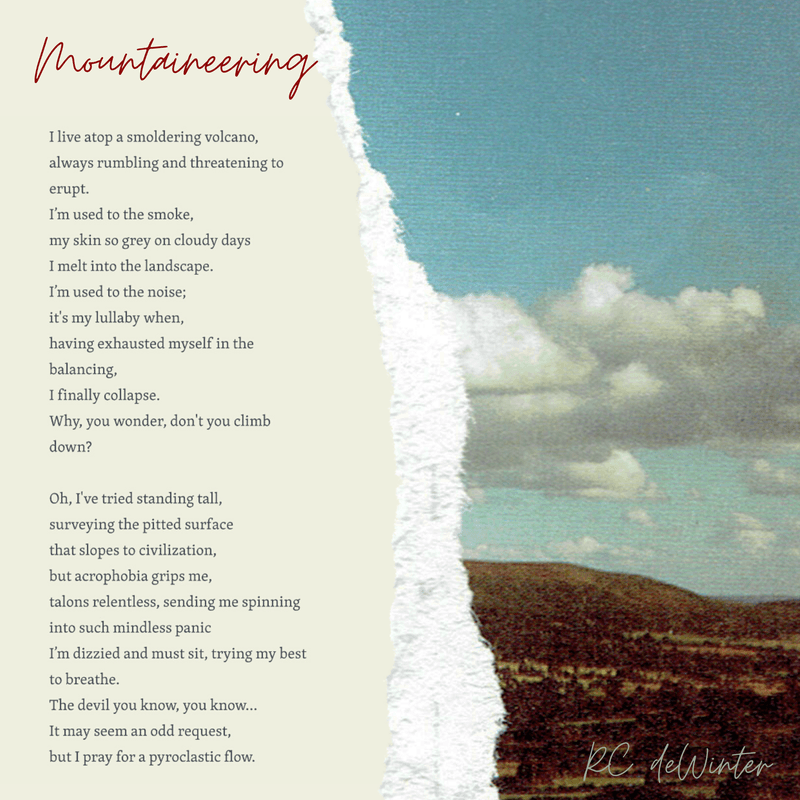 Mountaineering
I live atop a smoldering volcano,
always rumbling and threatening to
erupt.
I’m used to the smoke,
my skin so grey on cloudy days
I melt into the landscape.
I’m used to the noise;
it's my lullaby when,
having exhausted myself in the
balancing,
I finally collapse.
Why, you wonder, don't you climb
down?
Oh, I've tried standing tall,
surveying the pitted surface
that slopes to civilization,
but acrophobia grips me,
talons relentless, sending me spinning
into such mindless panic
I’m dizzied and must sit, trying my best
to breathe.
The devil you know, you know...
It may seem an odd request,
but I pray for a pyroclastic flow.
RC deWinter